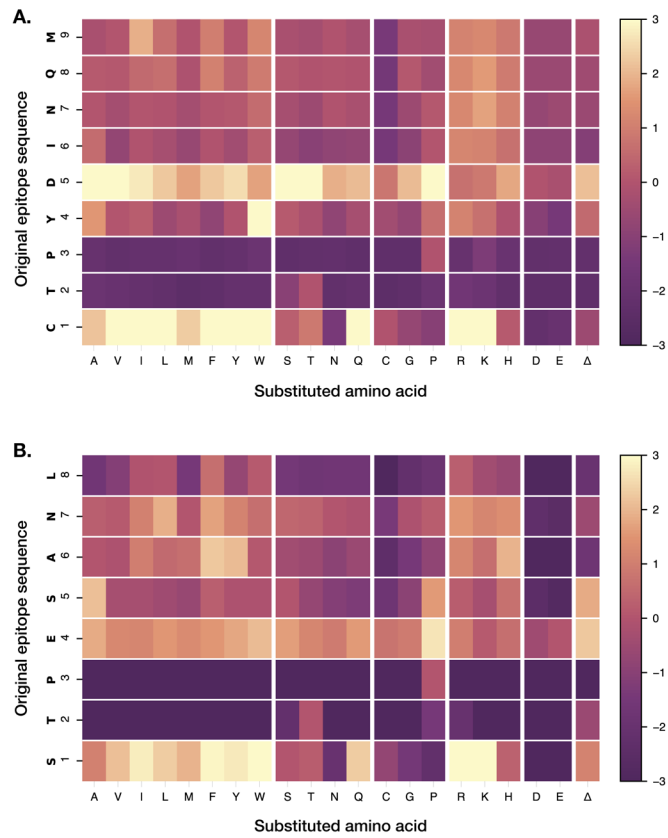 A.
Original epitope sequence
M 9
Q 8
N 7
I 6
D 5
Y 4
P 3
T 2
C 1
A V I L M F Y W S T N Q C G P R K H D E Δ
Substituted amino acid
3
2
1
0
−1
−2
−3
B.
Original epitope sequence
L 8
N 7
A 6
S 5
E 4
P 3
T 2
S 1
A V I L M F Y W S T N Q C G P R K H D E Δ
Substituted amino acid
3
2
1
0
−1
−2
−3